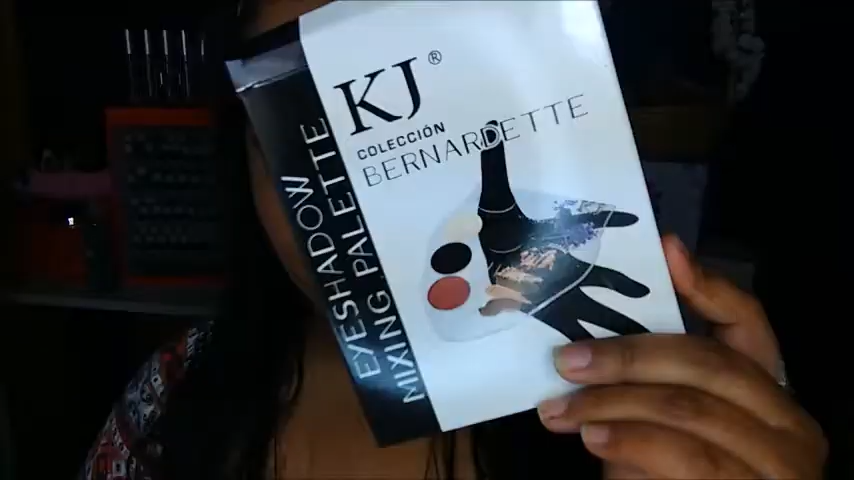 KJ®
COLECCIÓN
BERNARDETTE
EYESHADOW
MIXING PALETTE